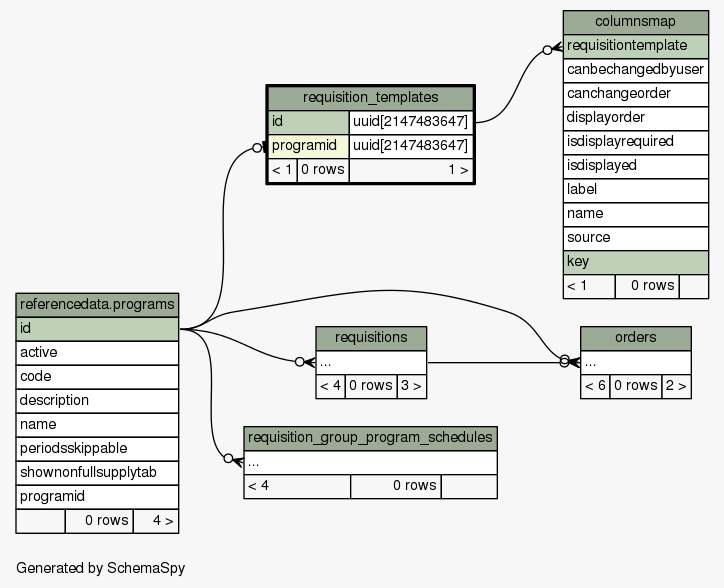 columnsmap
requisitiontemplate
canbechangedbyuser
canchangeorder
displayorder
isdisplayrequired
isdisplayed
label
name
source
key
< 1 0 rows
requisition_templates
id uuid[2147483647]
programid uuid[2147483647]
< 1 0 rows 1 >
referencedata.programs
id
active
code
description
name
periodsskippable
shownonfullsupplytab
programid
0 rows 4 >
requisitions
...
< 4 0 rows 3 >
orders
...
< 6 0 rows 2 >
requisition_group_program_schedules
...
< 4 0 rows
Generated by SchemaSpy